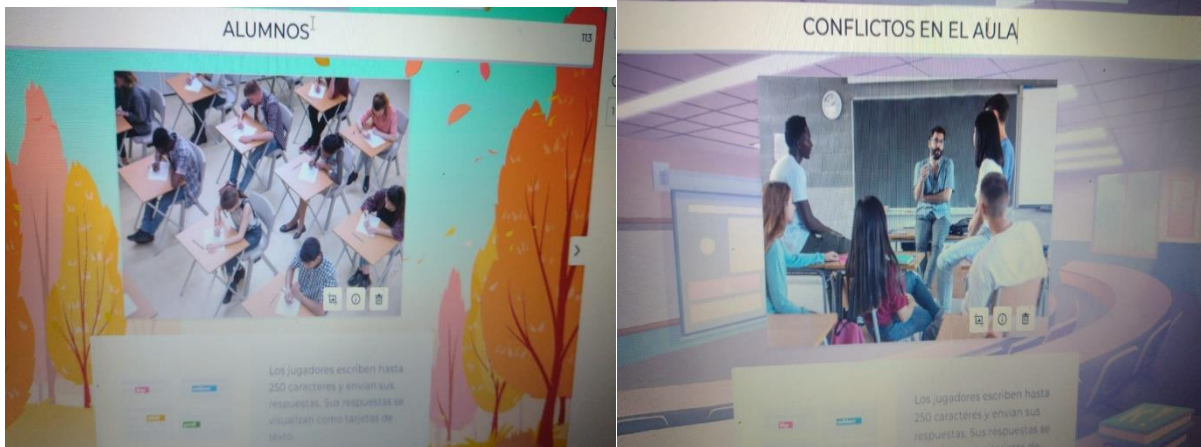 ALUMNOS
113
Los jugadores escriben hasta
250 caracteres y envían sus
respuestas. Sus respuestas se
visualizan como tarjetas de
texto.
CONFLICTOS EN EL AULA
Los jugadores escriben hasta
250 caracteres y envían sus
respuestas. Sus respuestas se